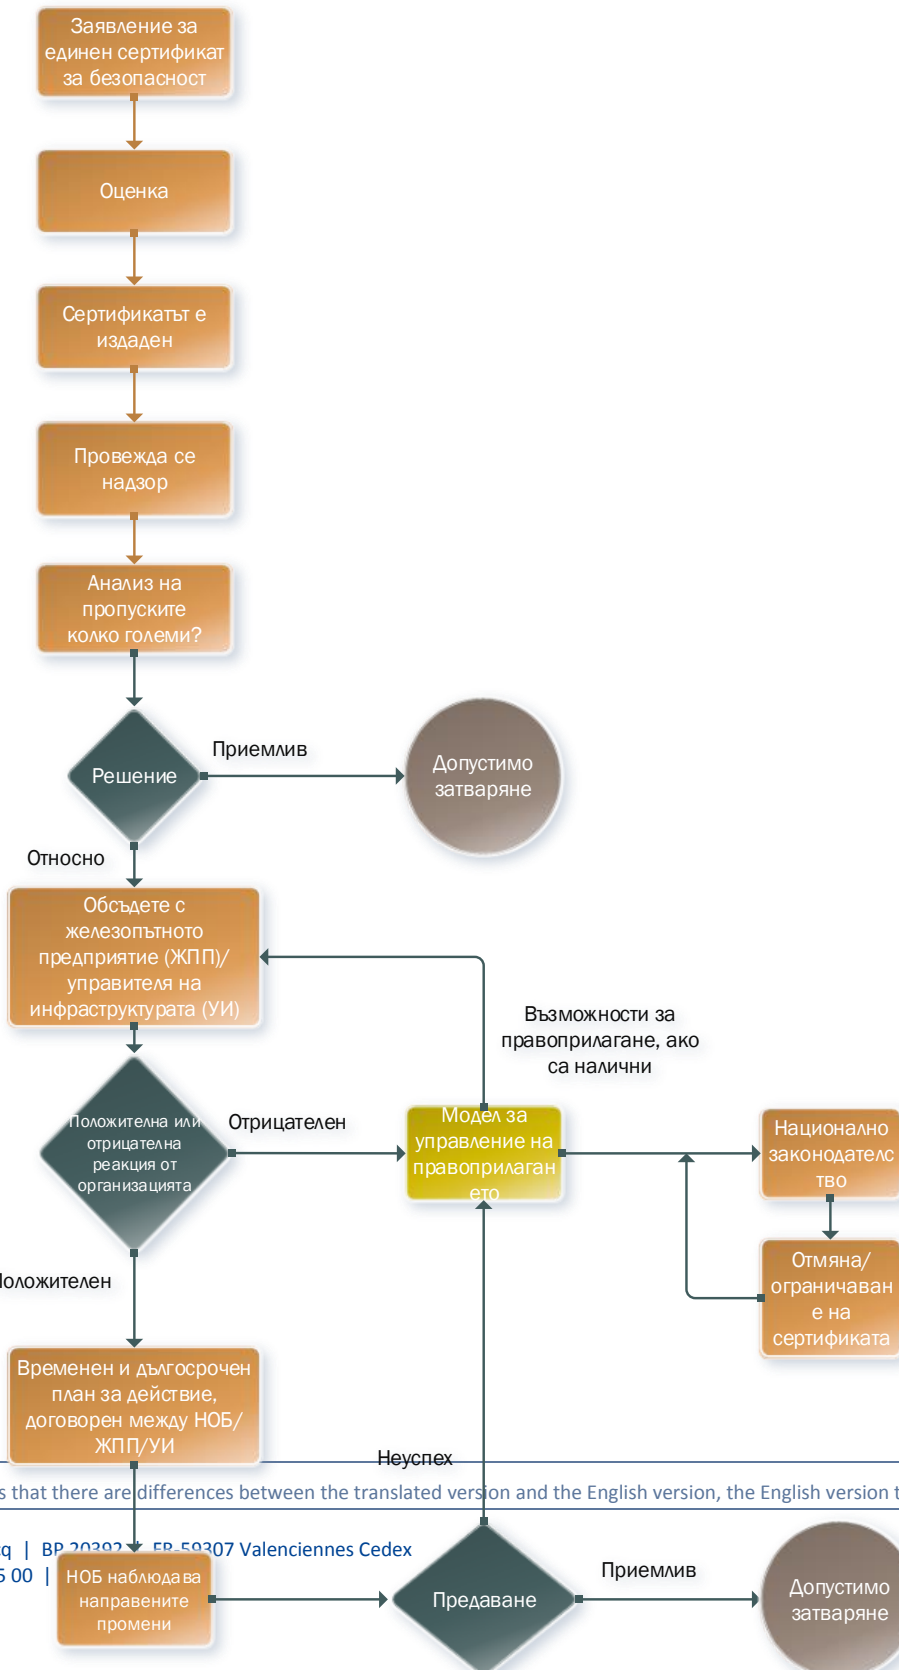 Заявление за
единен сертификат
за безопасност
Оценка
Сертификатът е
издаден
Провежда се
надзор
Анализ на
пропуските
колко големи?
Решение
Приемлив
Допустимо
затваряне
Относно
Обсъдете с
железопътното
предприятие (ЖПП)/
управителя на
инфраструктурата (УИ)
Възможности за
правоприлагане, ако
са налични
Положителна или
отрицателна
реакция от
организацията
Отрицателен
Модел за
управление на
правоприлаган
ето
Национално
законодателс
тво
Отмяна/
ограничаван
е на
сертификата
Положителен
Временен и дългосрочен
план за действие,
договорен между НОБ/
ЖПП/УИ
Неуспех
s that there are differences between the translated version and the English version, the English version t
cq | BP 20392 | FR-59307 Valenciennes Cedex
5 00 |
НОБ наблюдава
направените
промени
Предаване
Приемлив
Допустимо
затваряне